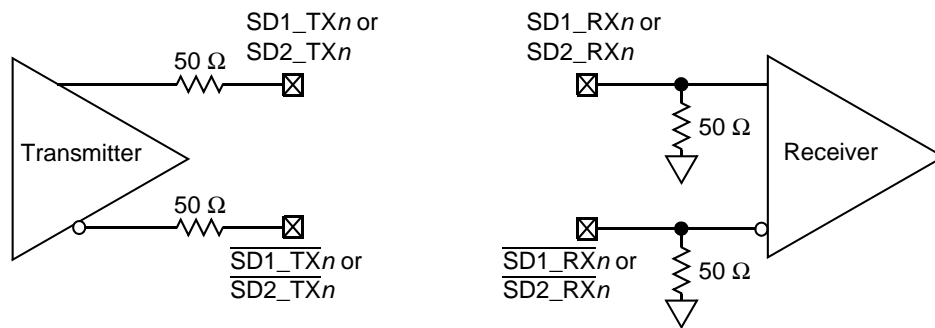 SD1_TXn or
SD2_TXn
50 Ω
Transmitter
50 Ω
SD1_TXn or
SD2_TXn
SD1_RXn or
SD2_RXn
50 Ω
Receiver
SD1_RXn or
SD2_RXn
50 Ω